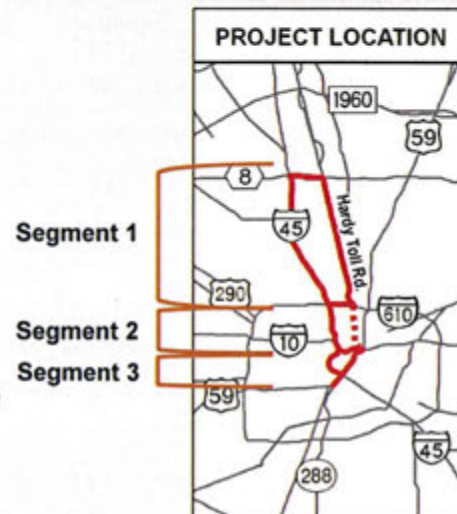 PROJECT LOCATION
1960
59
8
Segment 1
45
Hardy Toll Rd.
290
610
Segment 2
10
Segment 3
59
45
288